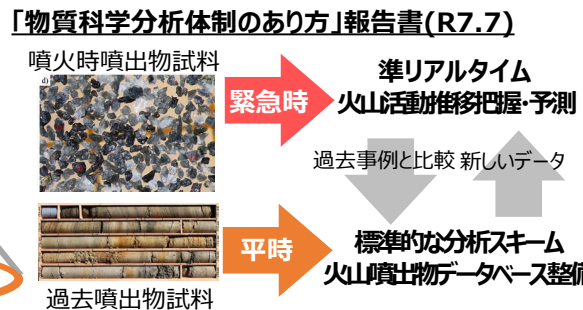 「物質科学分析体制のあり方」報告書(R7.7)
噴火時噴出物試料
d)
緊急時
準リアルタイム
火山活動推移把握・予測
過去事例と比較 新しいデータ
平時
標準的な分析スキーム
火山噴出物データベース整備
過去噴出物試料